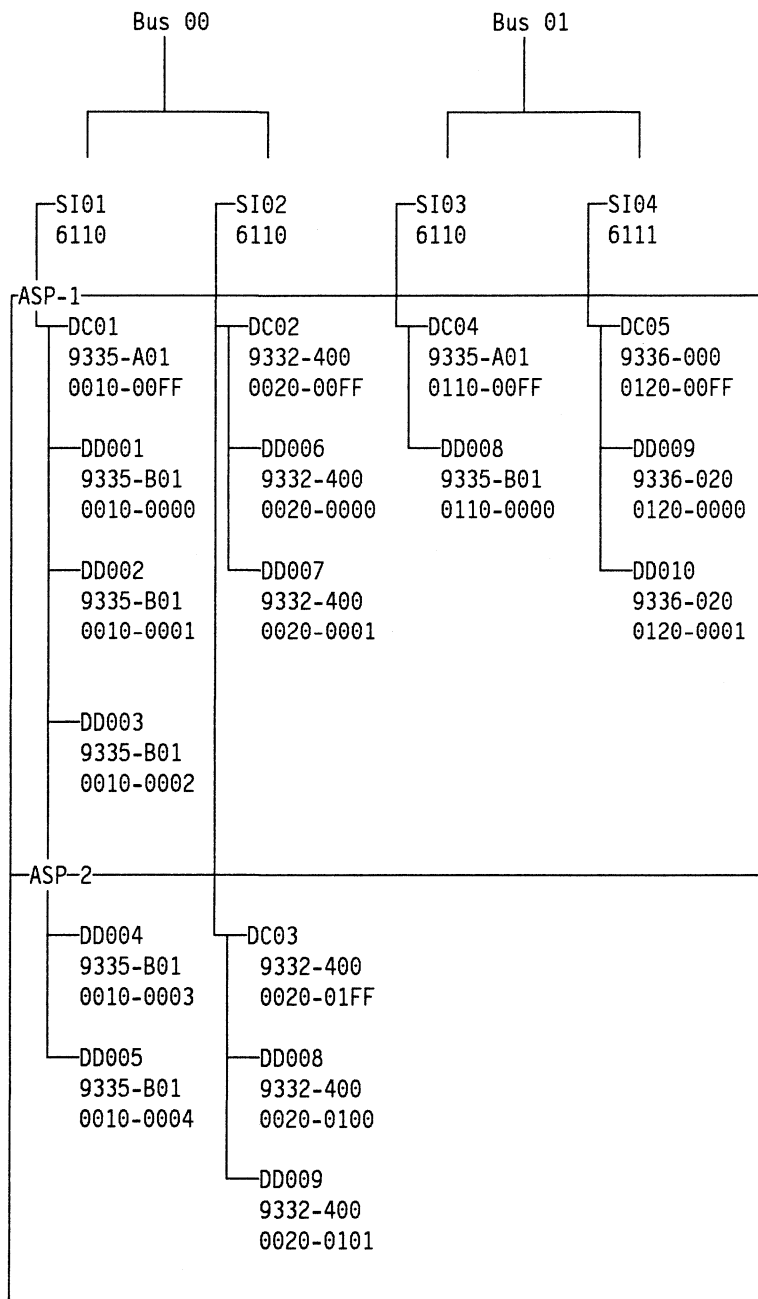 Bus 00
Bus 01
SI01
6110
SI02
6110
SI03
6110
SI04
6111
ASP-1
DC01
9335-A01
0010-00FF
DC02
9332-400
0020-00FF
DC04
9335-A01
0110-00FF
DC05
9336-000
0120-00FF
DD001
9335-B01
0010-0000
DD006
9332-400
0020-0000
DD008
9335-B01
0110-0000
DD009
9336-020
0120-0000
DD002
9335-B01
0010-0001
DD007
9332-400
0020-0001
DD010
9336-020
0120-0001
DD003
9335-B01
0010-0002
ASP-2
DD004
9335-B01
0010-0003
DC03
9332-400
0020-01FF
DD005
9335-B01
0010-0004
DD008
9332-400
0020-0100
DD009
9332-400
0020-0101